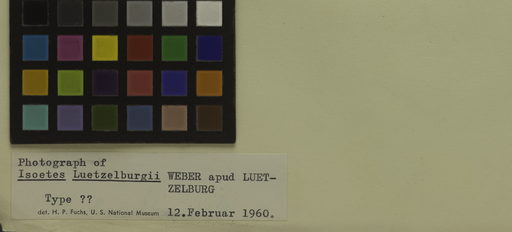 Photograph of
Isoetes Luetzelburgii WEBER apud LUET-
ZELBURG
Type ??
det. H. P. Fuchs, U. S. National Museum 12.Februar 1960.